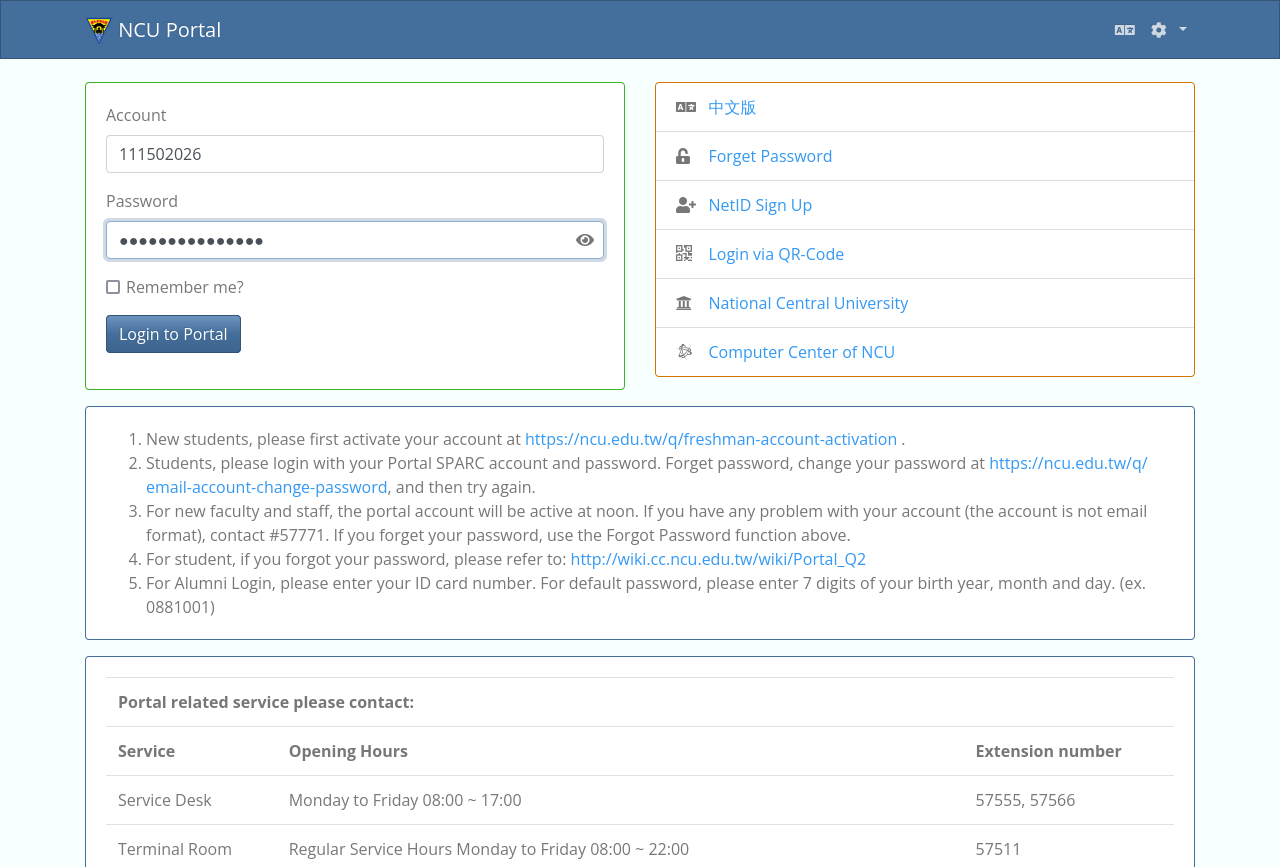 NCU Portal
Account
111502026
Password
●●●●●●●●●●●●●●●
Remember me?
Login to Portal
中文版
Forget Password
NetID Sign Up
Login via QR-Code
National Central University
Computer Center of NCU
1. New students, please first activate your account at https://ncu.edu.tw/q/freshman-account-activation .
2. Students, please login with your Portal SPARC account and password. Forget password, change your password at https://ncu.edu.tw/q/
email-account-change-password, and then try again.
3. For new faculty and staff, the portal account will be active at noon. If you have any problem with your account (the account is not email
format), contact #57771. If you forget your password, use the Forgot Password function above.
4. For student, if you forgot your password, please refer to: http://wiki.cc.ncu.edu.tw/wiki/Portal_Q2
5. For Alumni Login, please enter your ID card number. For default password, please enter 7 digits of your birth year, month and day. (ex.
0881001)
Portal related service please contact:
Service Opening Hours Extension number
Service Desk Monday to Friday 08:00 ~ 17:00 57555, 57566
Terminal Room Regular Service Hours Monday to Friday 08:00 ~ 22:00 57511